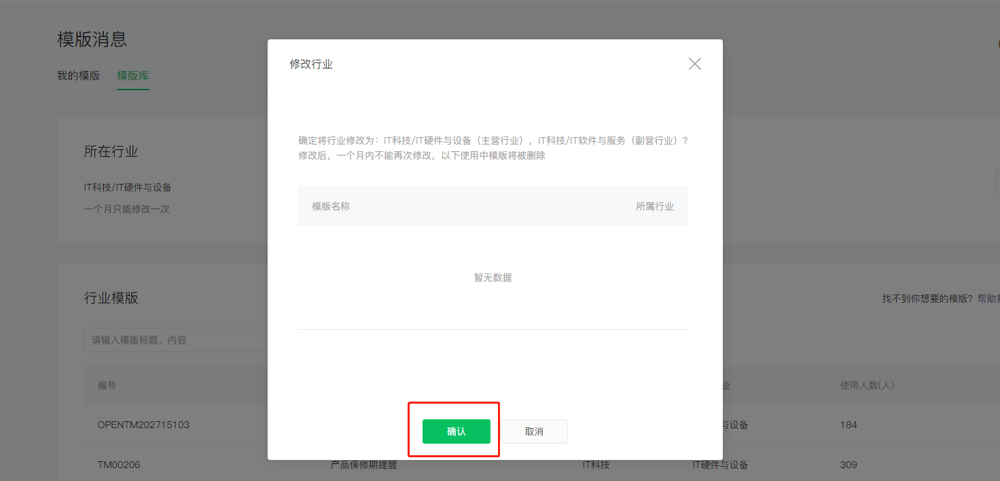 模版消息
我的模版 模版库
修改行业
确定将行业修改为：IT科技/IT硬件与设备（主营行业），IT科技/IT软件与服务（副营行业）？
修改后，一个月内不能再次修改，以下使用中模版将被删除
所在行业
IT科技/IT硬件与设备
一个月只能修改一次
模版名称 所属行业
暂无数据
行业模版
找不到你想要的模版？帮助
请输入模版标题、内容
编号 业 使用人数(人)
OPENTM202715103 与设备 184
确认 取消
TM00206 产品保修期提醒 IT科技 IT硬件与设备 309